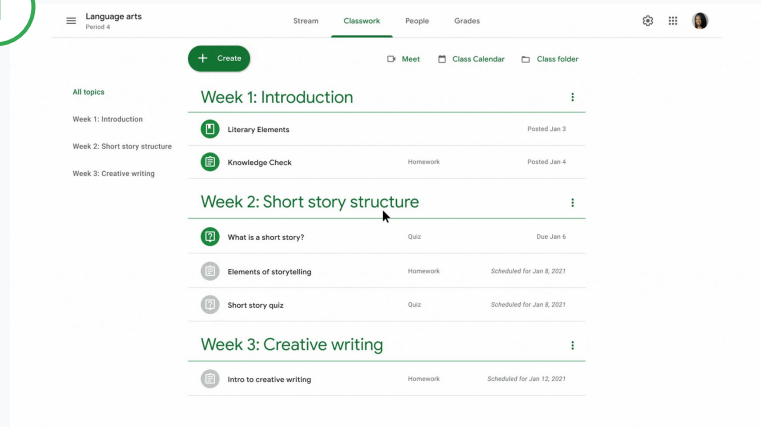 Language arts
Period 4
Stream Classwork People Grades
Create
Meet Class Calendar Class folder
All topics
Week 1: Introduction
Week 2: Short story structure
Week 3: Creative writing
Week 1: Introduction
Literary Elements Posted Jan 3
Knowledge Check Homework Posted Jan 4
Week 2: Short story structure
What is a short story? Quiz Due Jan 6
Elements of storytelling Homework Scheduled for Jan 8, 2021
Short story quiz Quiz Scheduled for Jan 8, 2021
Week 3: Creative writing
Intro to creative writing Homework Scheduled for Jan 12, 2021